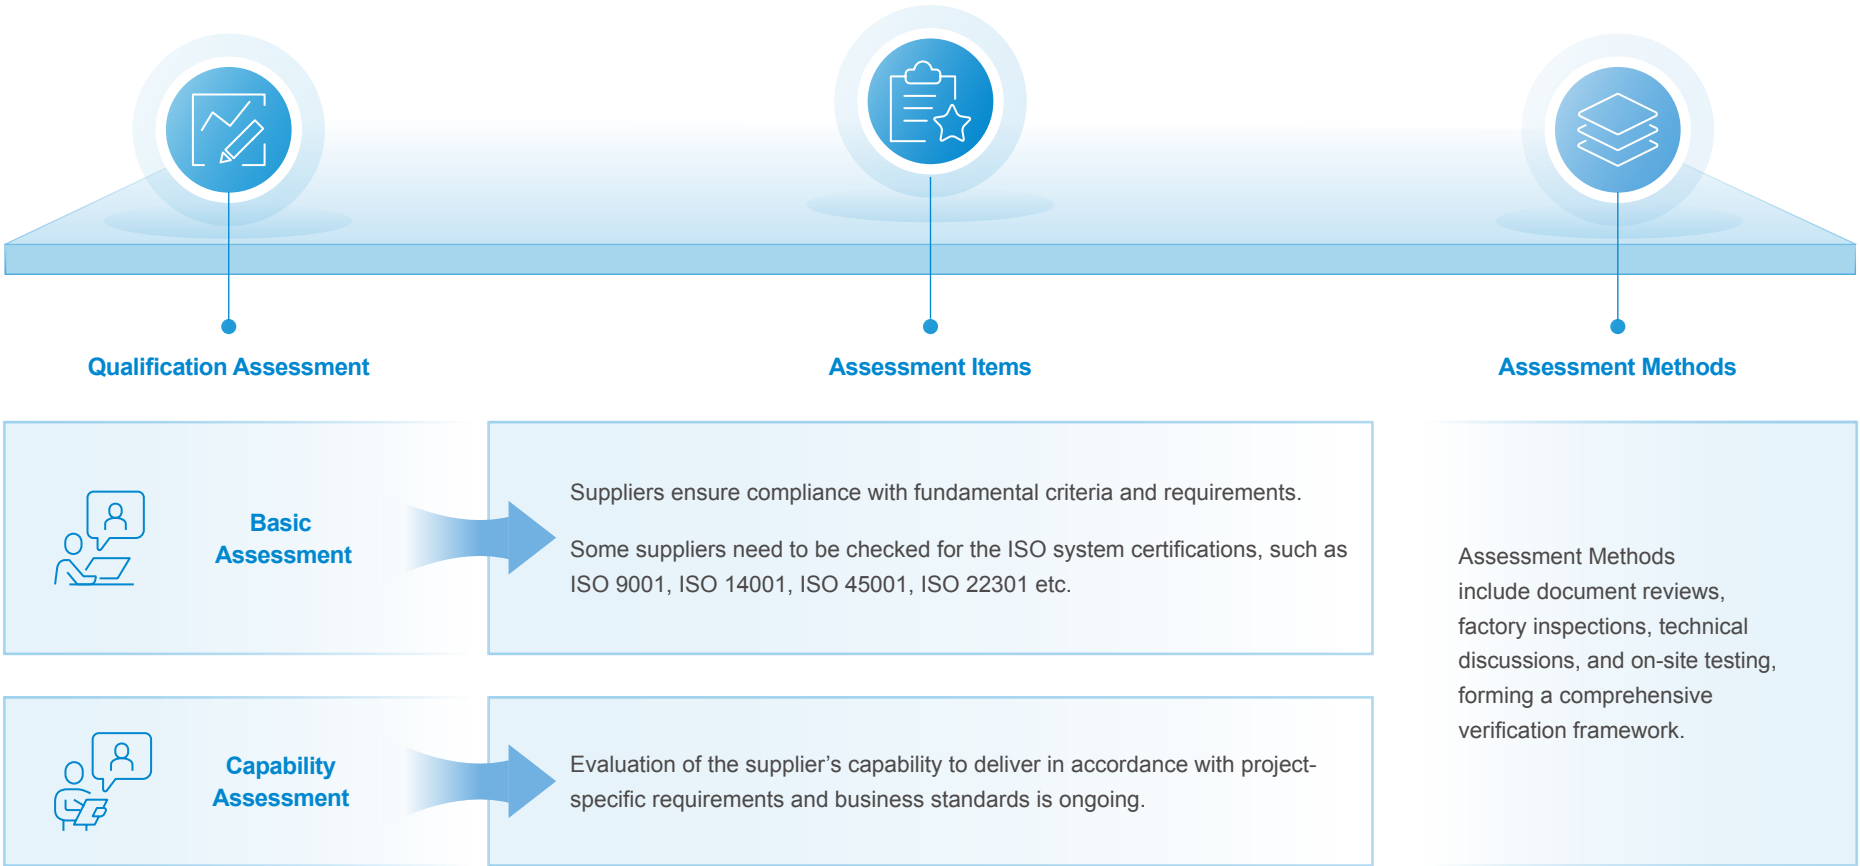 Qualification Assessment
Assessment Items
Assessment Methods
Basic
Assessment
Suppliers ensure compliance with fundamental criteria and requirements.
Some suppliers need to be checked for the ISO system certifications, such as
ISO 9001, ISO 14001, ISO 45001, ISO 22301 etc.
Capability
Assessment
Evaluation of the supplier’s capability to deliver in accordance with project-
specific requirements and business standards is ongoing.
Assessment Methods
include document reviews,
factory inspections, technical
discussions, and on-site testing,
forming a comprehensive
verification framework.